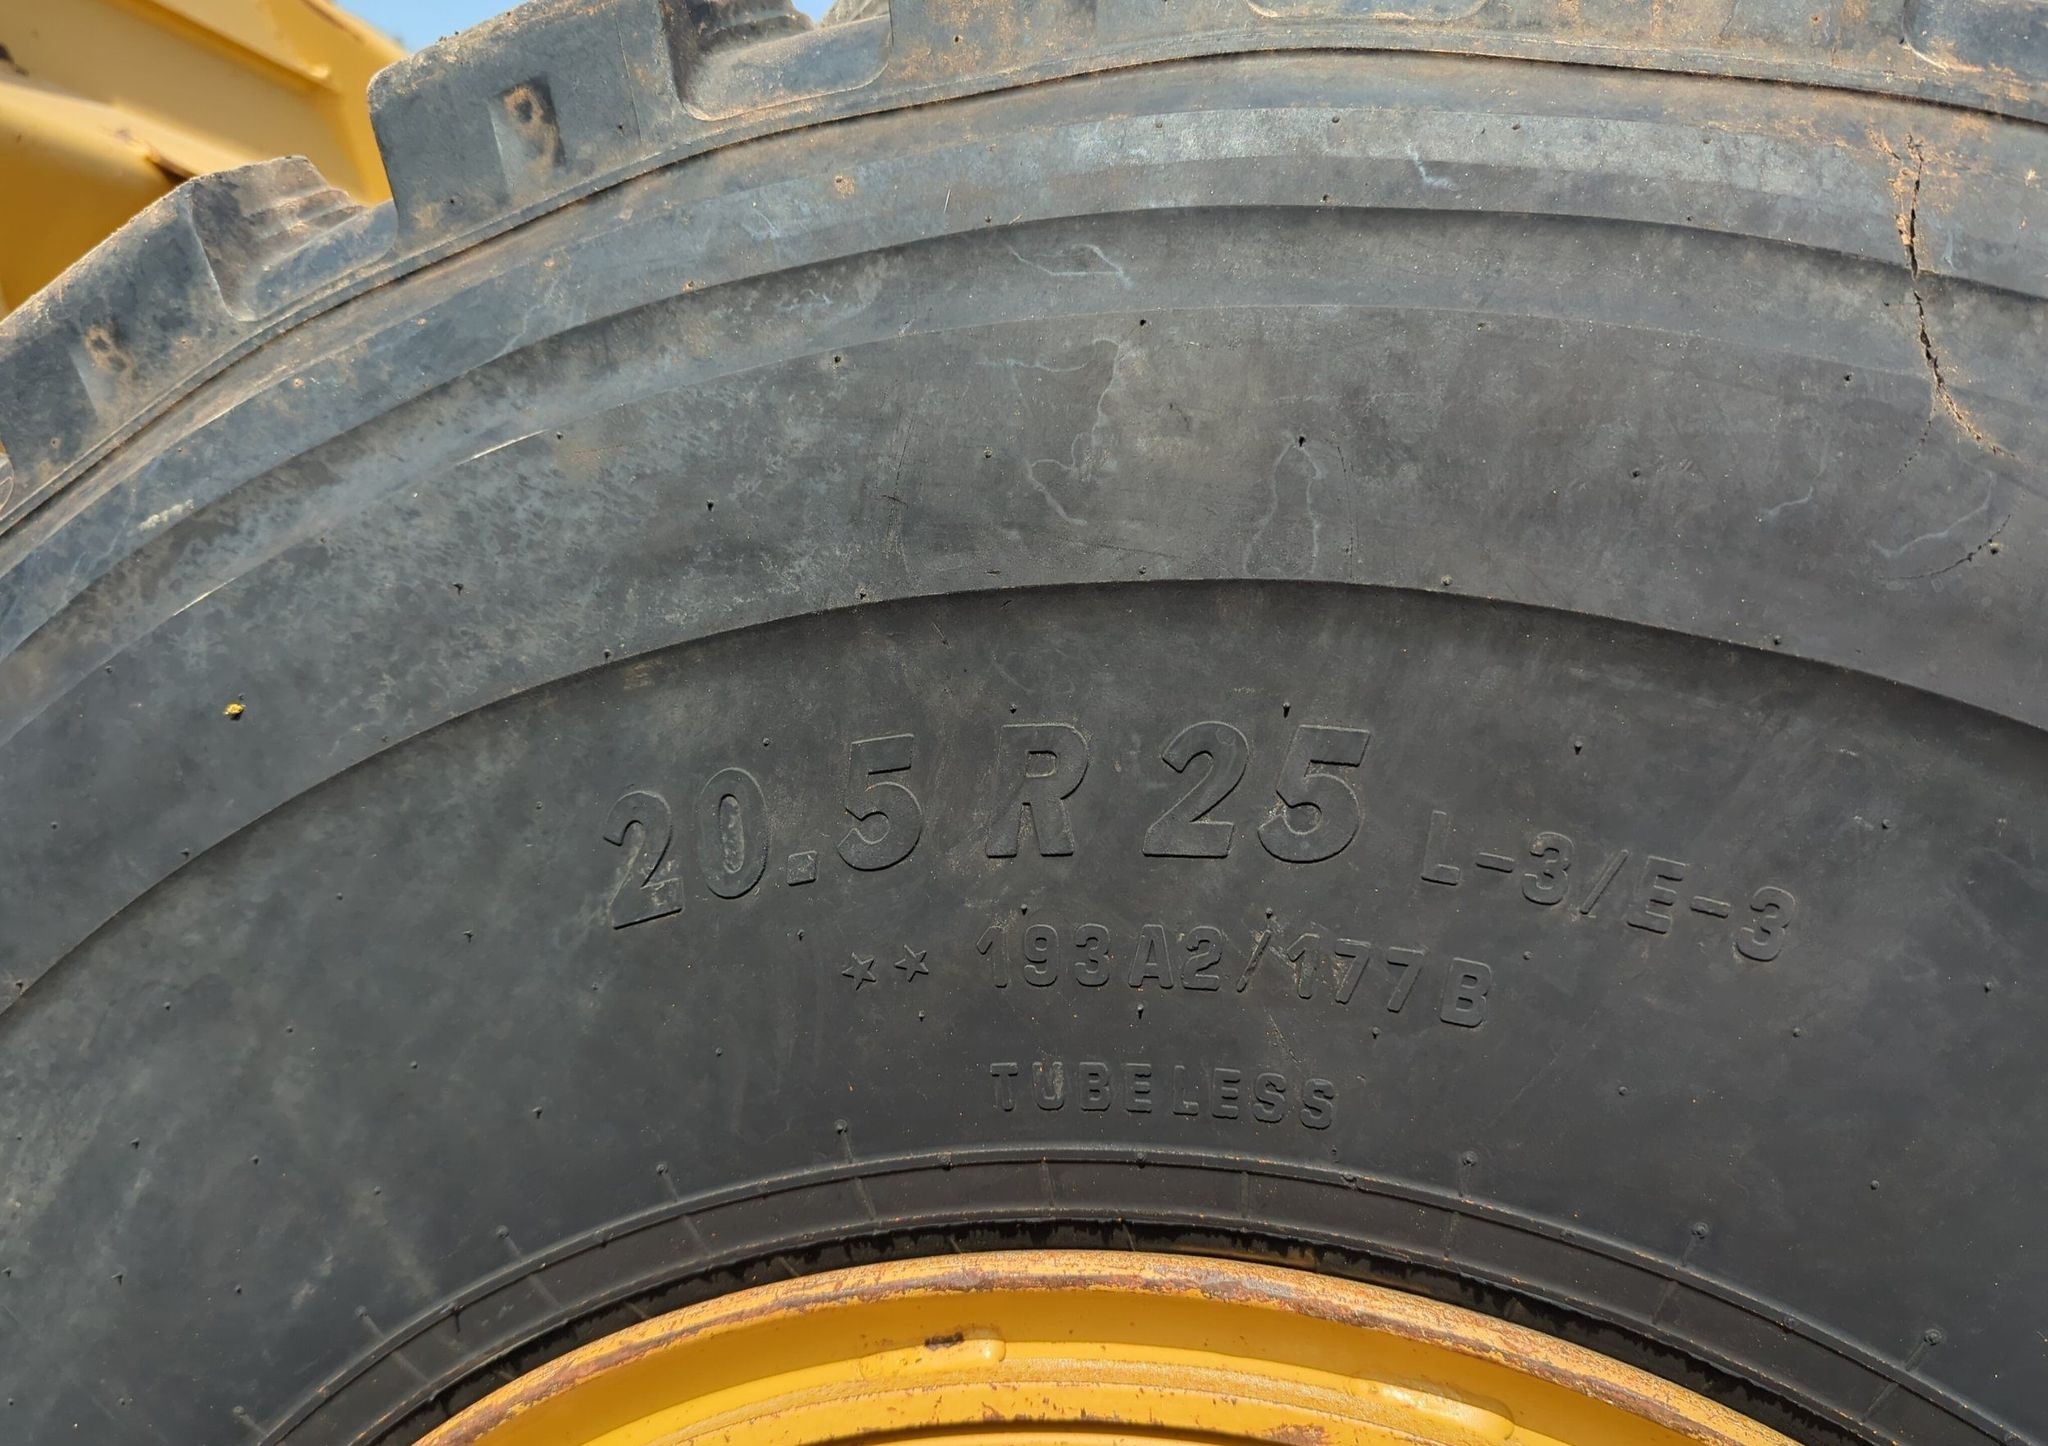 20.5 R 25 L-3/E-3
★★ 193A2/177B
TUBELESS